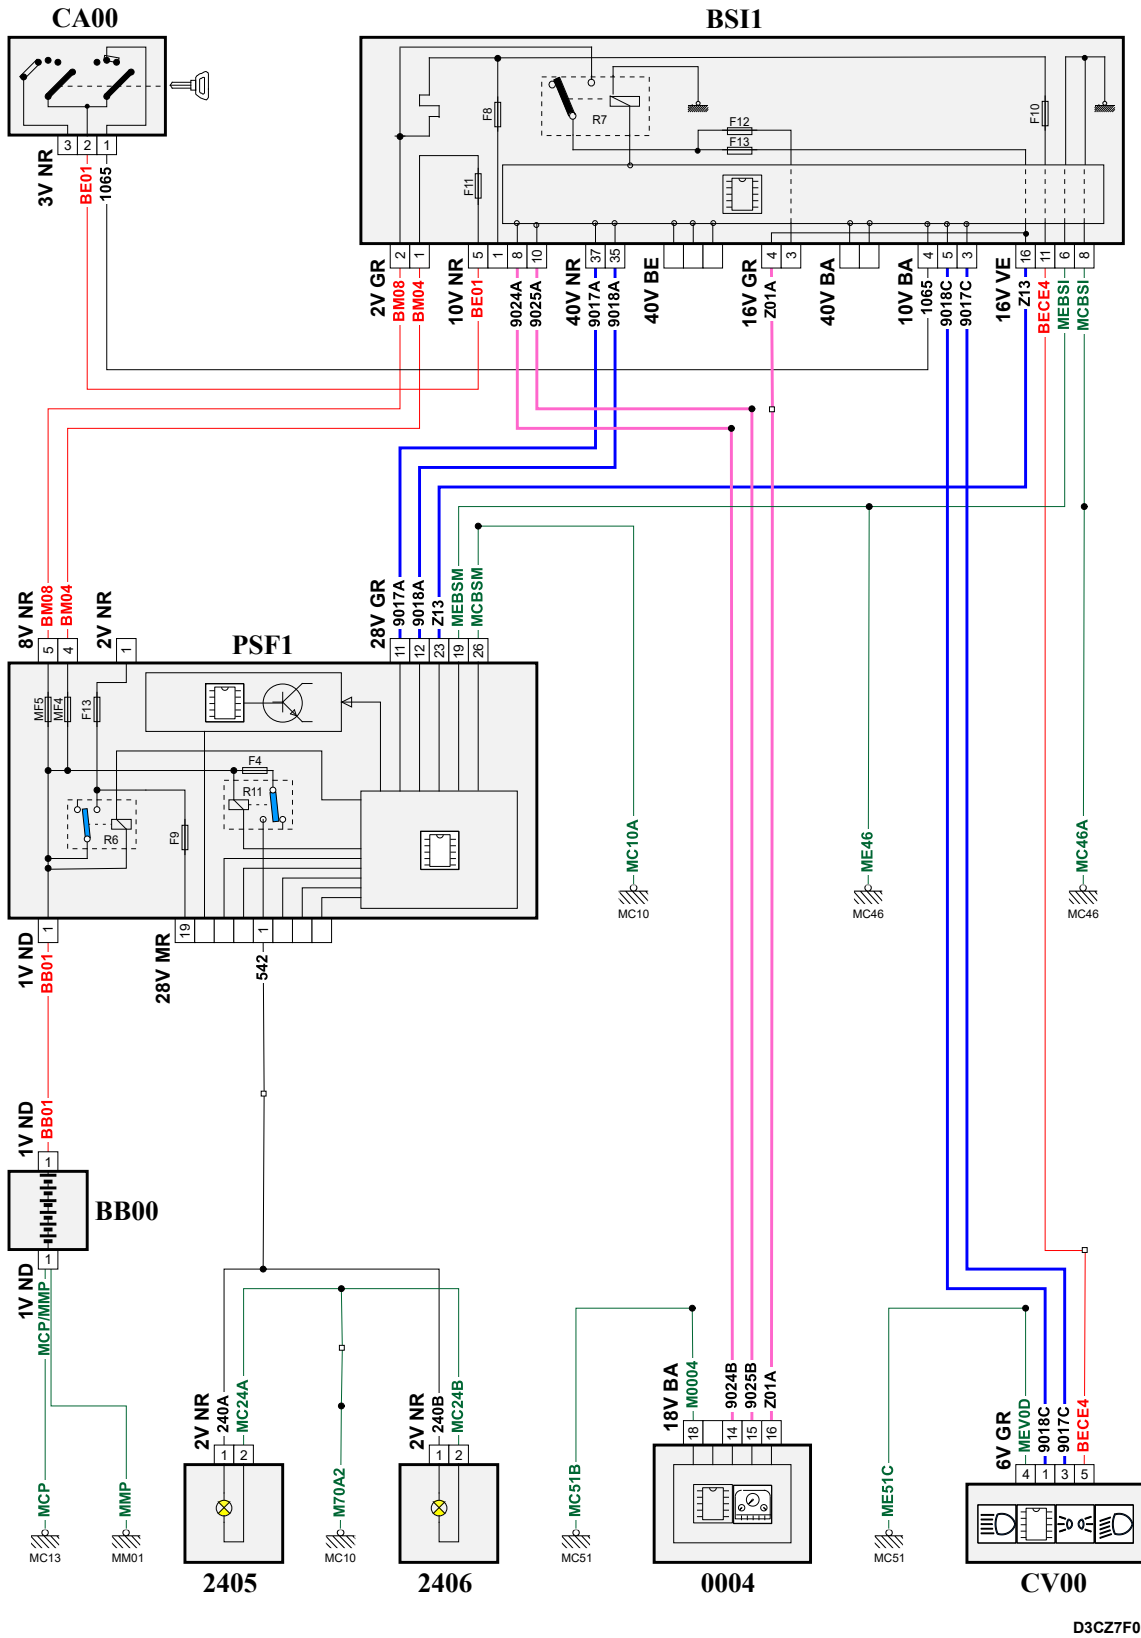 CA00
BSI1
3
2
1
3V NR
BE01
1065
F8
R7
F12
F13
F10
F11
2
1
5
1
8
10
37
35
4
3
4
5
3
16
11
6
8
2V GR
BM08
BM04
10V NR
BE01
9024A
9025A
40V NR
9017A
9018A
40V BE
16V GR
Z01A
40V BA
10V BA
1065
9018C
9017C
16V VE
Z13
BECE4
MEBSI
MCBSI
8V NR
BM08
BM04
2V NR
28V GR
9017A
9018A
Z13
MEBSM
MCBSM
5
4
1
PSF1
11
12
23
19
26
MF5
MF4
F13
F4
R11
R6
F9
MC10A
MC10
ME46
MC46
MC46A
MC46
1
19
1
1V ND
BB01
28V MR
542
1V ND
BB01
1
BB00
1
1V ND
MCP/MMP
2V NR
240A
MC24A
2V NR
240B
MC24B
18V BA
M0004
9024B
9025B
Z01A
6V GR
MEV0D
9018C
9017C
BECE4
1
2
1
2
18
14
15
16
4
1
3
5
MCP
MC13
MMP
MM01
M70A2
MC10
MC51B
MC51
ME51C
MC51
2405
2406
0004
CV00
D3CZ7F0